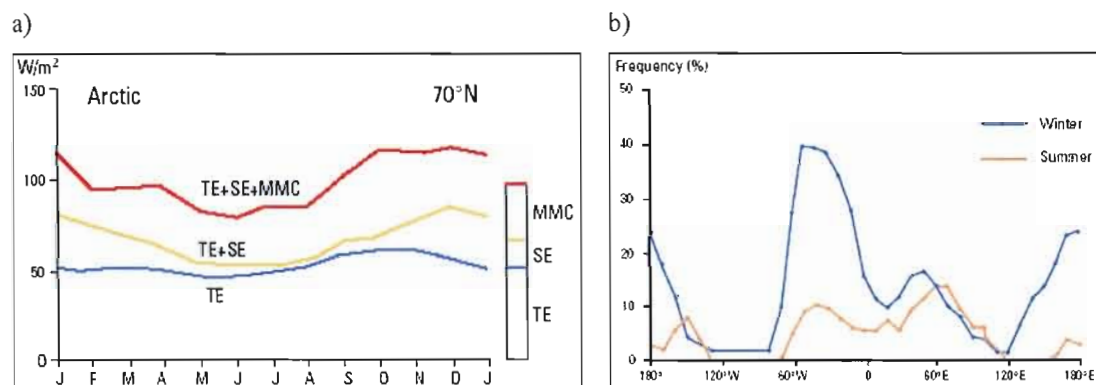 a)
W/m²
150
Arctic
70°N
100
TE+SE+MMC
MMC
TE+SE
SE
50
TE
TE
0
J F M A M J J A S O N D J
b)
Frequency (%)
50
Winter
40
Summer
30
20
10
0
180° 120°W 60°W 0 60°E 120°E 180°E